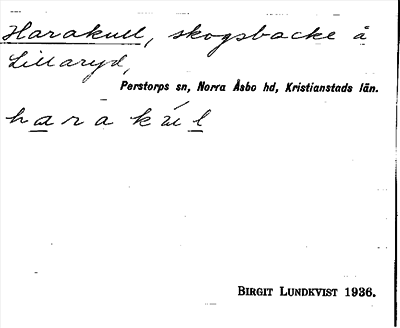 Harakull, skogsbacke å
Lillaryd,
Perstorps sn, Norra Åsbo hd, Kristianstads län.
h a r a k ú l
BIRGIT LUNDKVIST 1936.